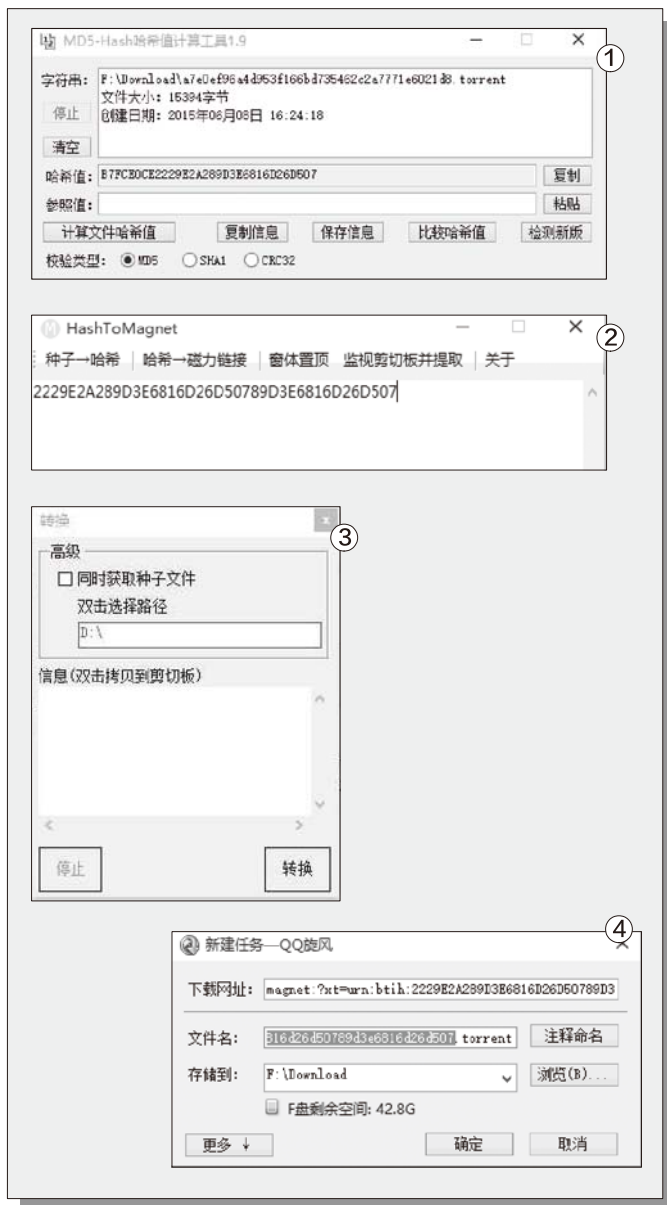 MD5-Hash哈希值计算工具1.9
①
字符串: F:\Download\a7e0ef96a4d953f166bd735462c2a7771e6021d8.torrent
文件大小: 15394字节
创建日期: 2015年06月08日 16:24:18
停止
清空
哈希值: B7FCE0CE2229E2A289D3E6816D26D507 复制
参照值: 粘贴
计算文件哈希值 复制信息 保存信息 比较哈希值 检测新版
校验类型: MD5 SHA1 CRC32
HashToMagnet
②
种子→哈希 哈希→磁力链接 窗体置顶 监视剪切板并提取 关于
2229E2A289D3E6816D26D50789D3E6816D26D507
转换
③
高级
同时获取种子文件
双击选择路径
D:\
信息(双击拷贝到剪切板)
停止 转换
④
新建任务—QQ旋风
下载网址: magnet:?xt=urn:btih:2229E2A289D3E6816D26D50789D3
文件名: 816d26d50789d3e6816d26d507.torrent 注释命名
存储到: F:\Download 浏览(B)...
F盘剩余空间: 42.8G
更多 ↓ 确定 取消